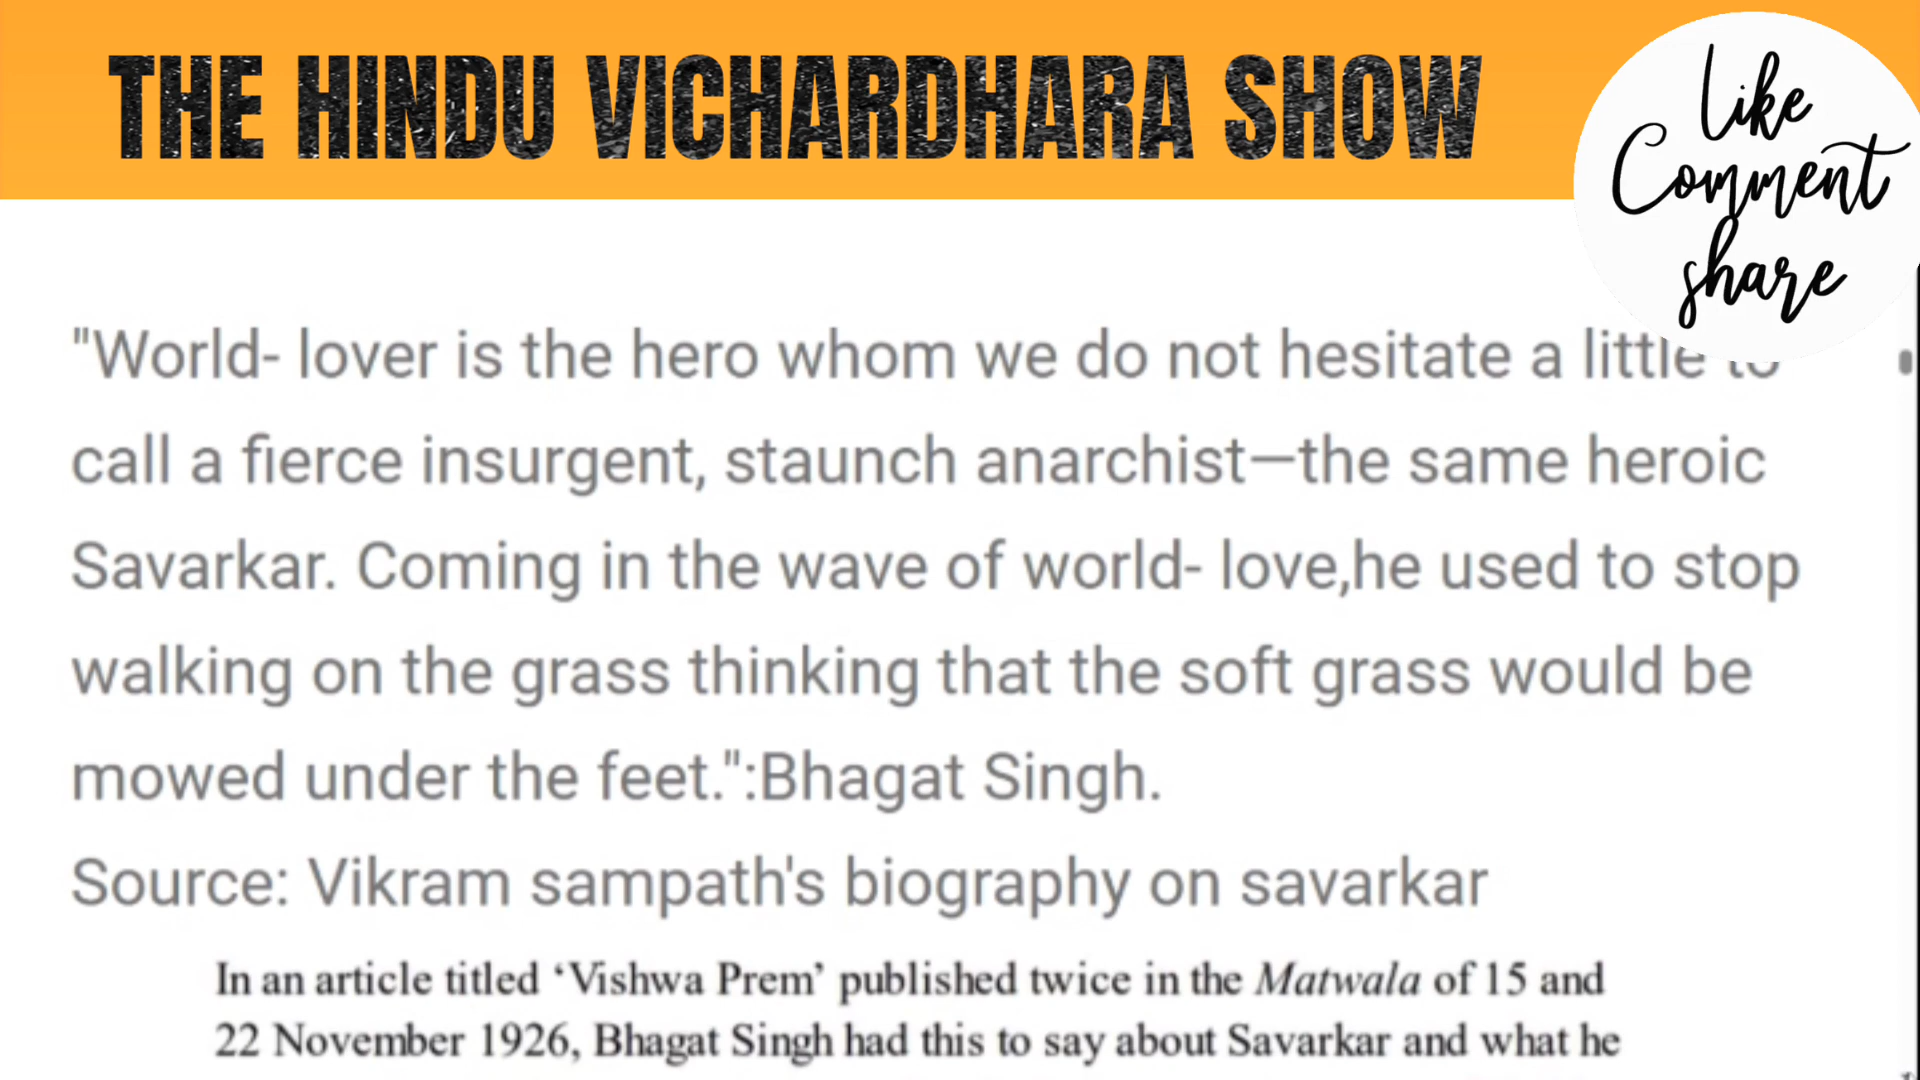 THE HINDU VICHARDHARA SHOW
like
Comment
share
"World- lover is the hero whom we do not hesitate a little to
call a fierce insurgent, staunch anarchist—the same heroic
Savarkar. Coming in the wave of world- love,he used to stop
walking on the grass thinking that the soft grass would be
mowed under the feet.":Bhagat Singh.
Source: Vikram sampath's biography on savarkar
In an article titled ‘Vishwa Prem’ published twice in the Matwala of 15 and
22 November 1926, Bhagat Singh had this to say about Savarkar and what he